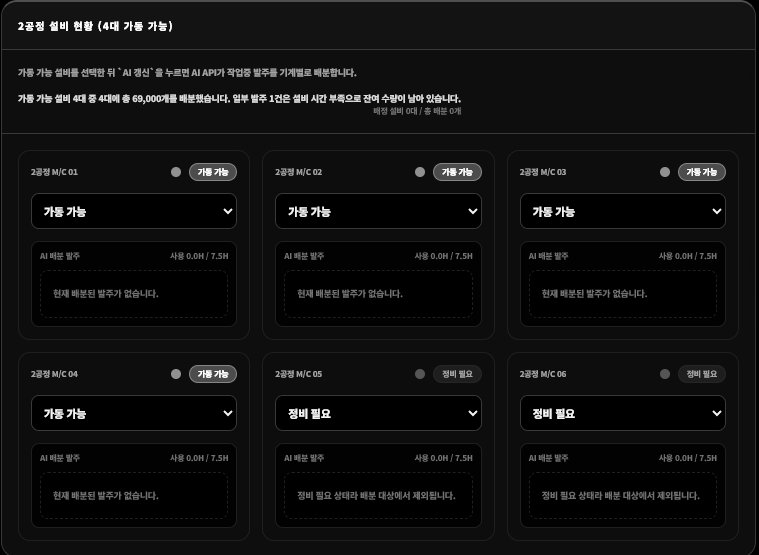 2공정 설비 현황 (4대 가동 가능)
가동 가능 설비를 선택한 뒤 `AI 갱신`을 누르면 AI API가 작업중 발주를 기계별로 배분합니다.
가동 가능 설비 4대 중 4대에 총 69,000개를 배분했습니다. 일부 발주 1건은 설비 시간 부족으로 잔여 수량이 남아 있습니다.
배정 설비 0대 / 총 배분 0개
2공정 M/C 01 가동 가능
가동 가능
AI 배분 발주 사용 0.0H / 7.5H
현재 배분된 발주가 없습니다.
2공정 M/C 02 가동 가능
가동 가능
AI 배분 발주 사용 0.0H / 7.5H
현재 배분된 발주가 없습니다.
2공정 M/C 03 가동 가능
가동 가능
AI 배분 발주 사용 0.0H / 7.5H
현재 배분된 발주가 없습니다.
2공정 M/C 04 가동 가능
가동 가능
AI 배분 발주 사용 0.0H / 7.5H
현재 배분된 발주가 없습니다.
2공정 M/C 05 정비 필요
정비 필요
AI 배분 발주 사용 0.0H / 7.5H
정비 필요 상태라 배분 대상에서 제외됩니다.
2공정 M/C 06 정비 필요
정비 필요
AI 배분 발주 사용 0.0H / 7.5H
정비 필요 상태라 배분 대상에서 제외됩니다.